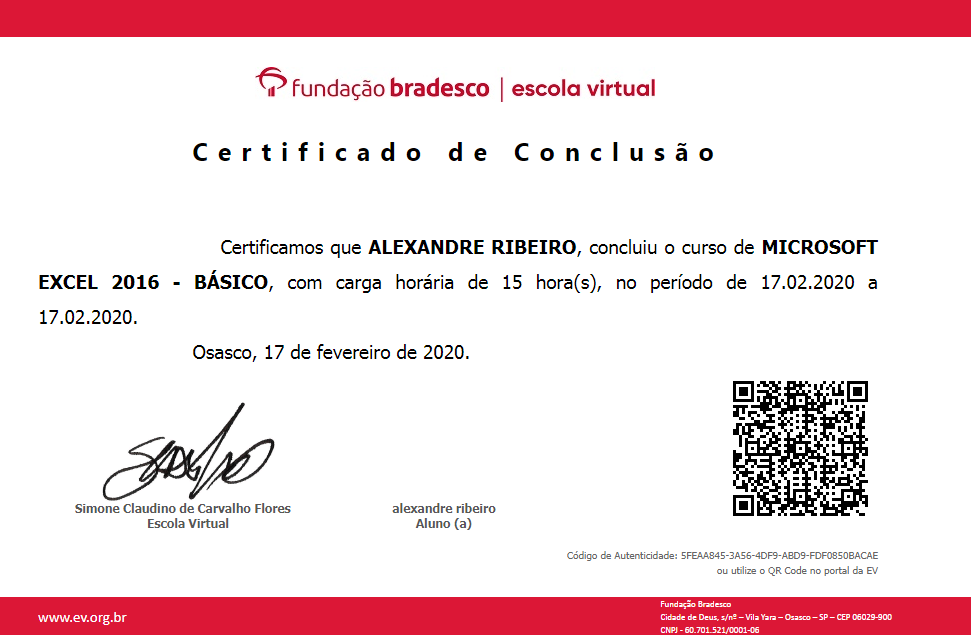 fundação bradesco | escola virtual
Certificado de Conclusão
Certificamos que ALEXANDRE RIBEIRO, concluiu o curso de MICROSOFT
EXCEL 2016 - BÁSICO, com carga horária de 15 hora(s), no período de 17.02.2020 a
17.02.2020.
Osasco, 17 de fevereiro de 2020.
Simone Claudino de Carvalho Flores
Escola Virtual
alexandre ribeiro
Aluno (a)
Código de Autenticidade: 5FEAA845-3A56-4DF9-ABD9-FDF0850BACAE
ou utilize o QR Code no portal da EV
www.ev.org.br
Fundação Bradesco
Cidade de Deus, s/nº – Vila Yara – Osasco – SP – CEP 06029-900
CNPJ - 60.701.521/0001-06